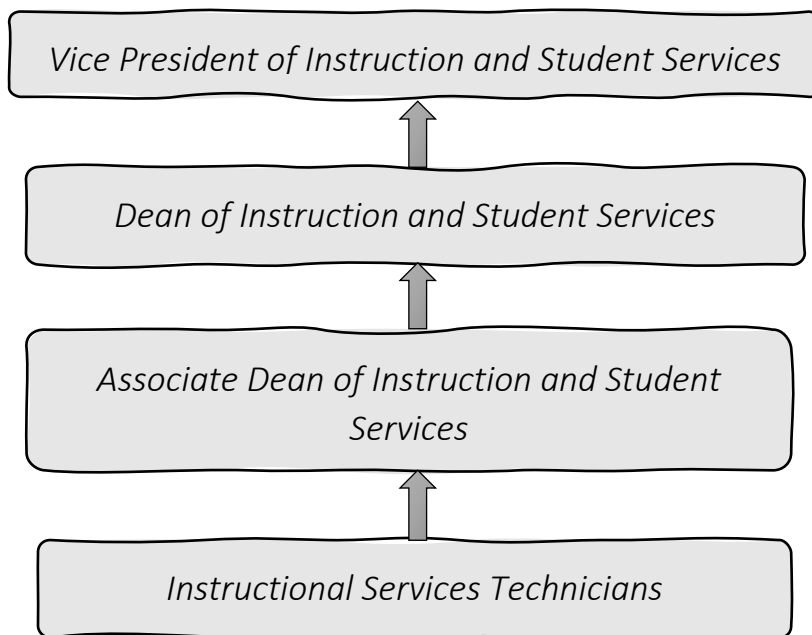 Vice President of Instruction and Student Services
Dean of Instruction and Student Services
Associate Dean of Instruction and Student
Services
Instructional Services Technicians